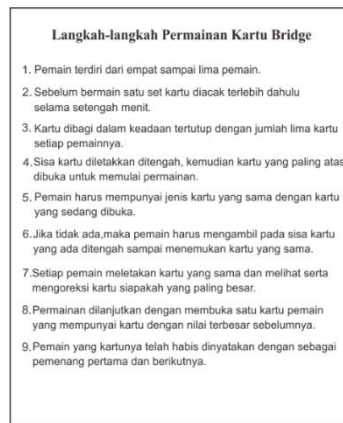 Langkah-langkah Permainan Kartu Bridge
1. Pemain terdiri dari empat sampai lima pemain.
2. Sebelum bermain satu set kartu diacak terlebih dahulu
selama setengah menit.
3. Kartu dibagi dalam keadaan tertutup dengan jumlah lima kartu
setiap pemainnya.
4.Sisa kartu diletakkan ditengah, kemudian kartu yang paling atas
dibuka untuk memulai permainan.
5. Pemain harus mempunyai jenis kartu yang sama dengan kartu
yang sedang dibuka.
6.Jika tidak ada,maka pemain harus mengambil pada sisa kartu
yang ada ditengah sampai menemukan kartu yang sama.
7.Setiap pemain meletakan kartu yang sama dan melihat serta
mengoreksi kartu siapakah yang paling besar.
8.Permainan dilanjutkan dengan membuka satu kartu pemain
yang mempunyai kartu dengan nilai terbesar sebelumnya.
9.Pemain yang kartunya telah habis dinyatakan dengan sebagai
pemenang pertama dan berikutnya.